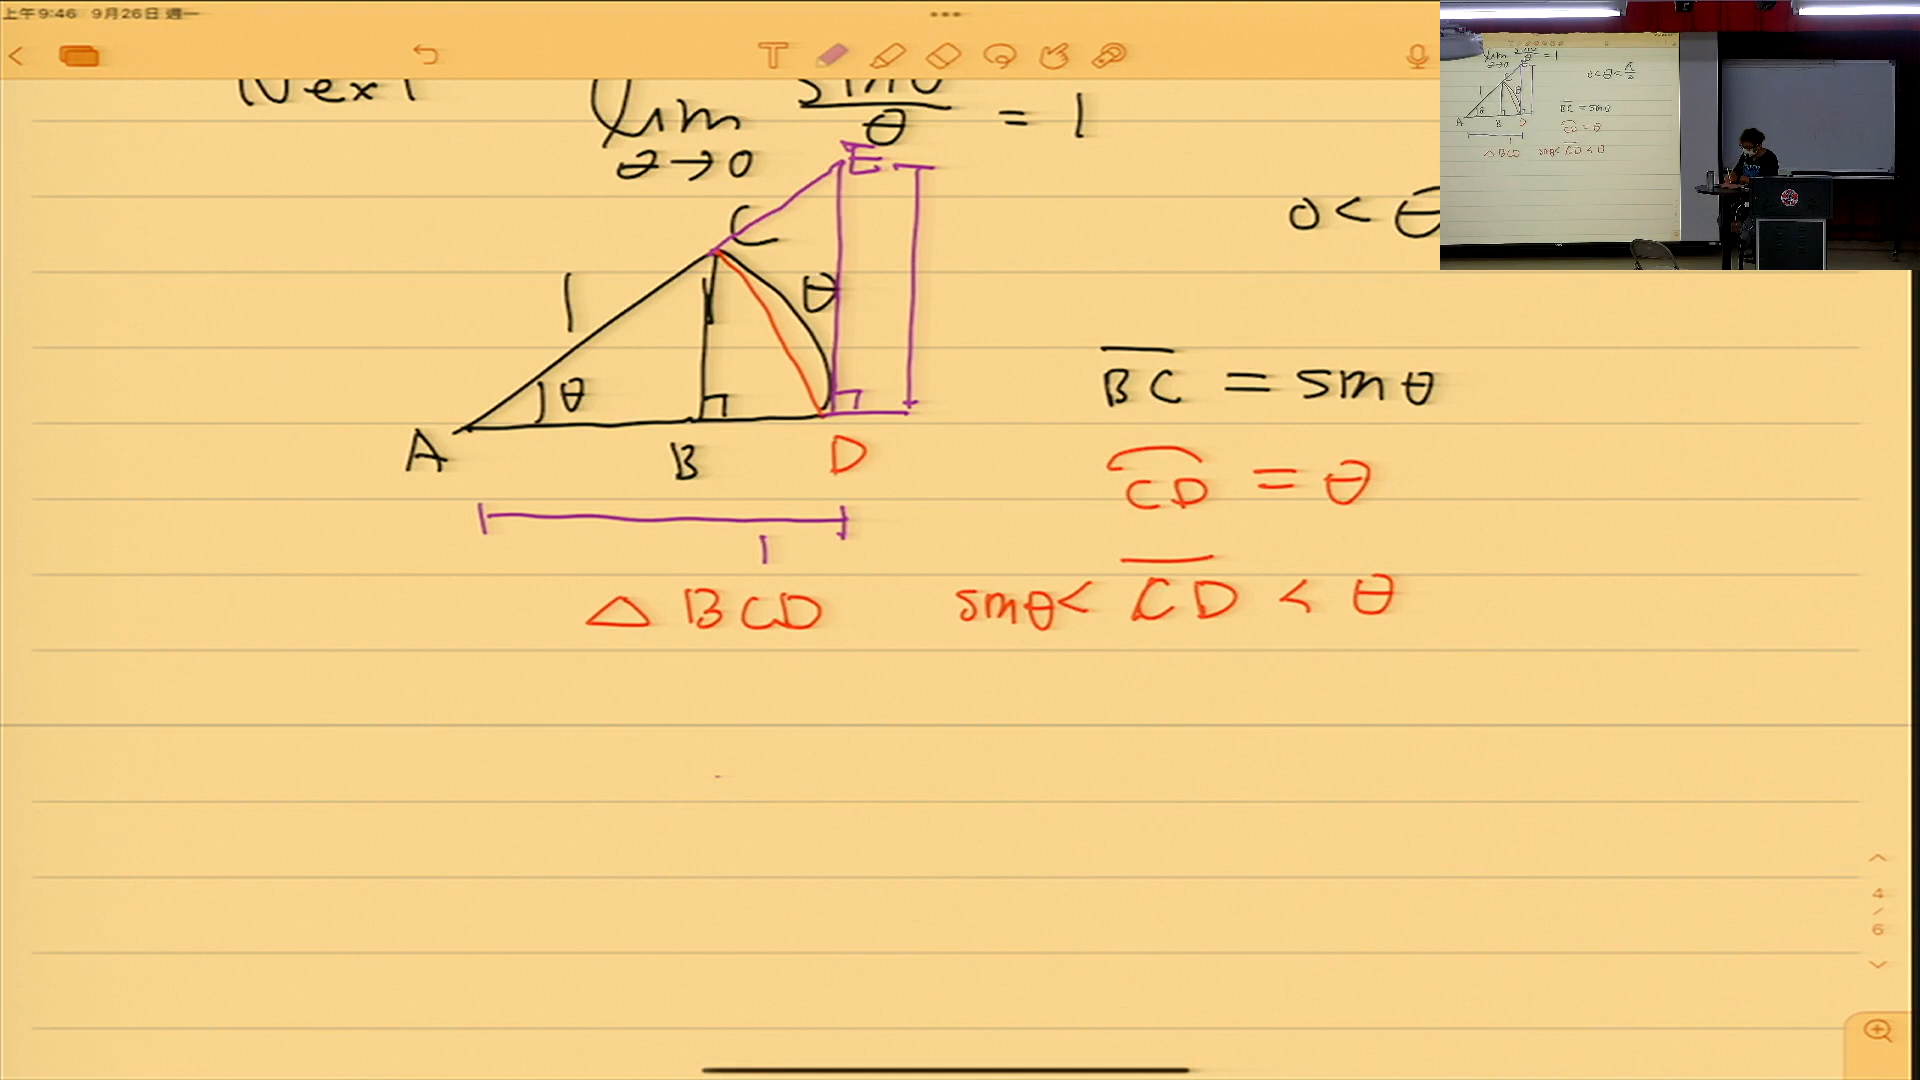 上午9:46 9月26日 週一
Next lim sinθ/θ = 1
θ→0
E
C
0 < θ
1
θ
θ
BC = sinθ
A
B
D
CD = θ
1
△ BCD sinθ < CD < θ
4
/
6